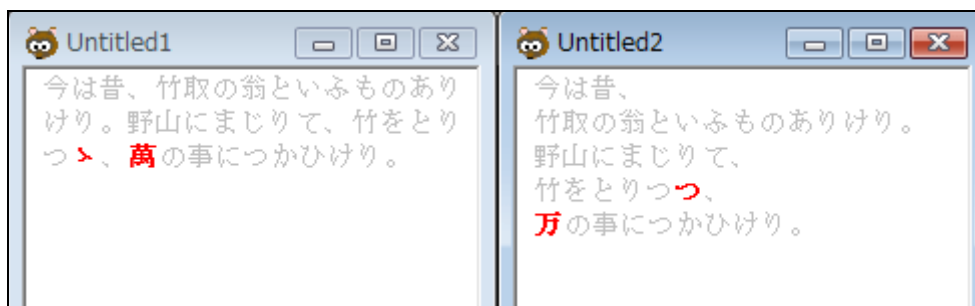 Untitled1
今は昔、竹取の翁といふものあり
けり。野山にまじりて、竹をとり
つゝ、萬の事につかひけり。
Untitled2
今は昔、
竹取の翁といふものありけり。
野山にまじりて、
竹をとりつつ、
万の事につかひけり。